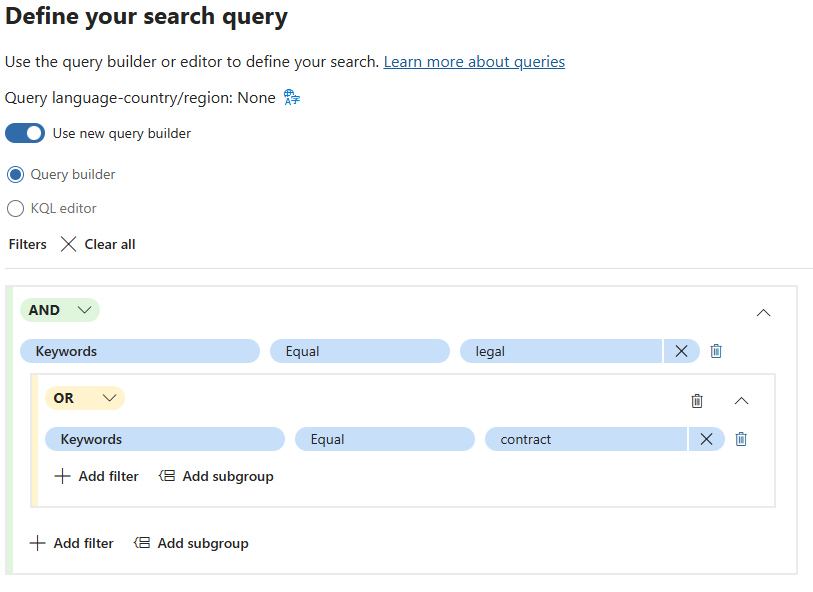 Define your search query
Use the query builder or editor to define your search. Learn more about queries
Query language-country/region: None
Use new query builder
Query builder
KQL editor
Filters Clear all
AND
Keywords Equal legal
OR
Keywords Equal contract
Add filter Add subgroup
Add filter Add subgroup